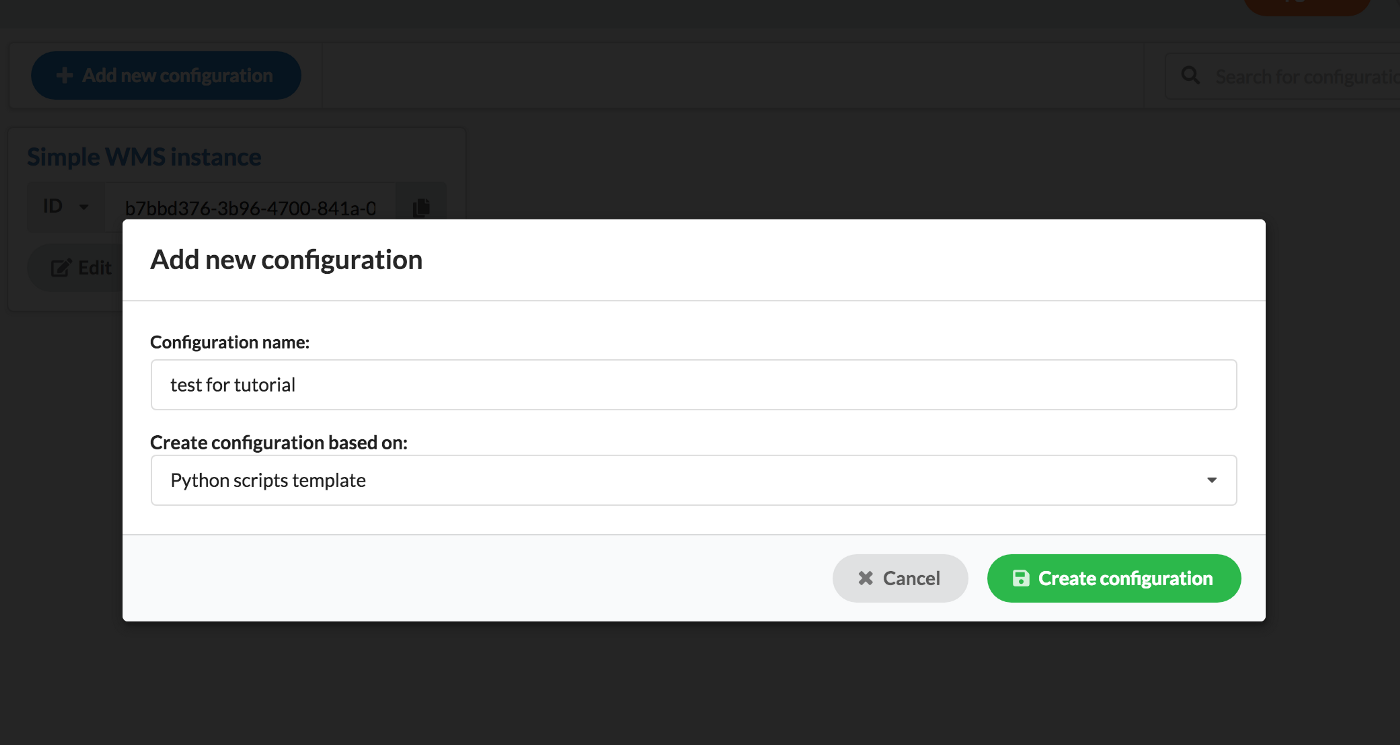 Add new configuration
Search for configuratio
Simple WMS instance
ID
b7bbd376-3b96-4700-841a-0
Edit
Add new configuration
Configuration name:
test for tutorial
Create configuration based on:
Python scripts template
Cancel
Create configuration